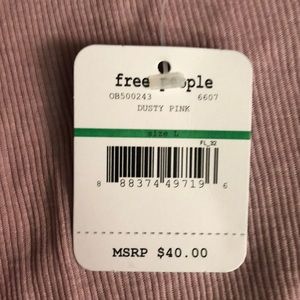 free people
OB500243 6607
DUSTY PINK
size L
FL_32
8 88374 49719 6
MSRP $40.00